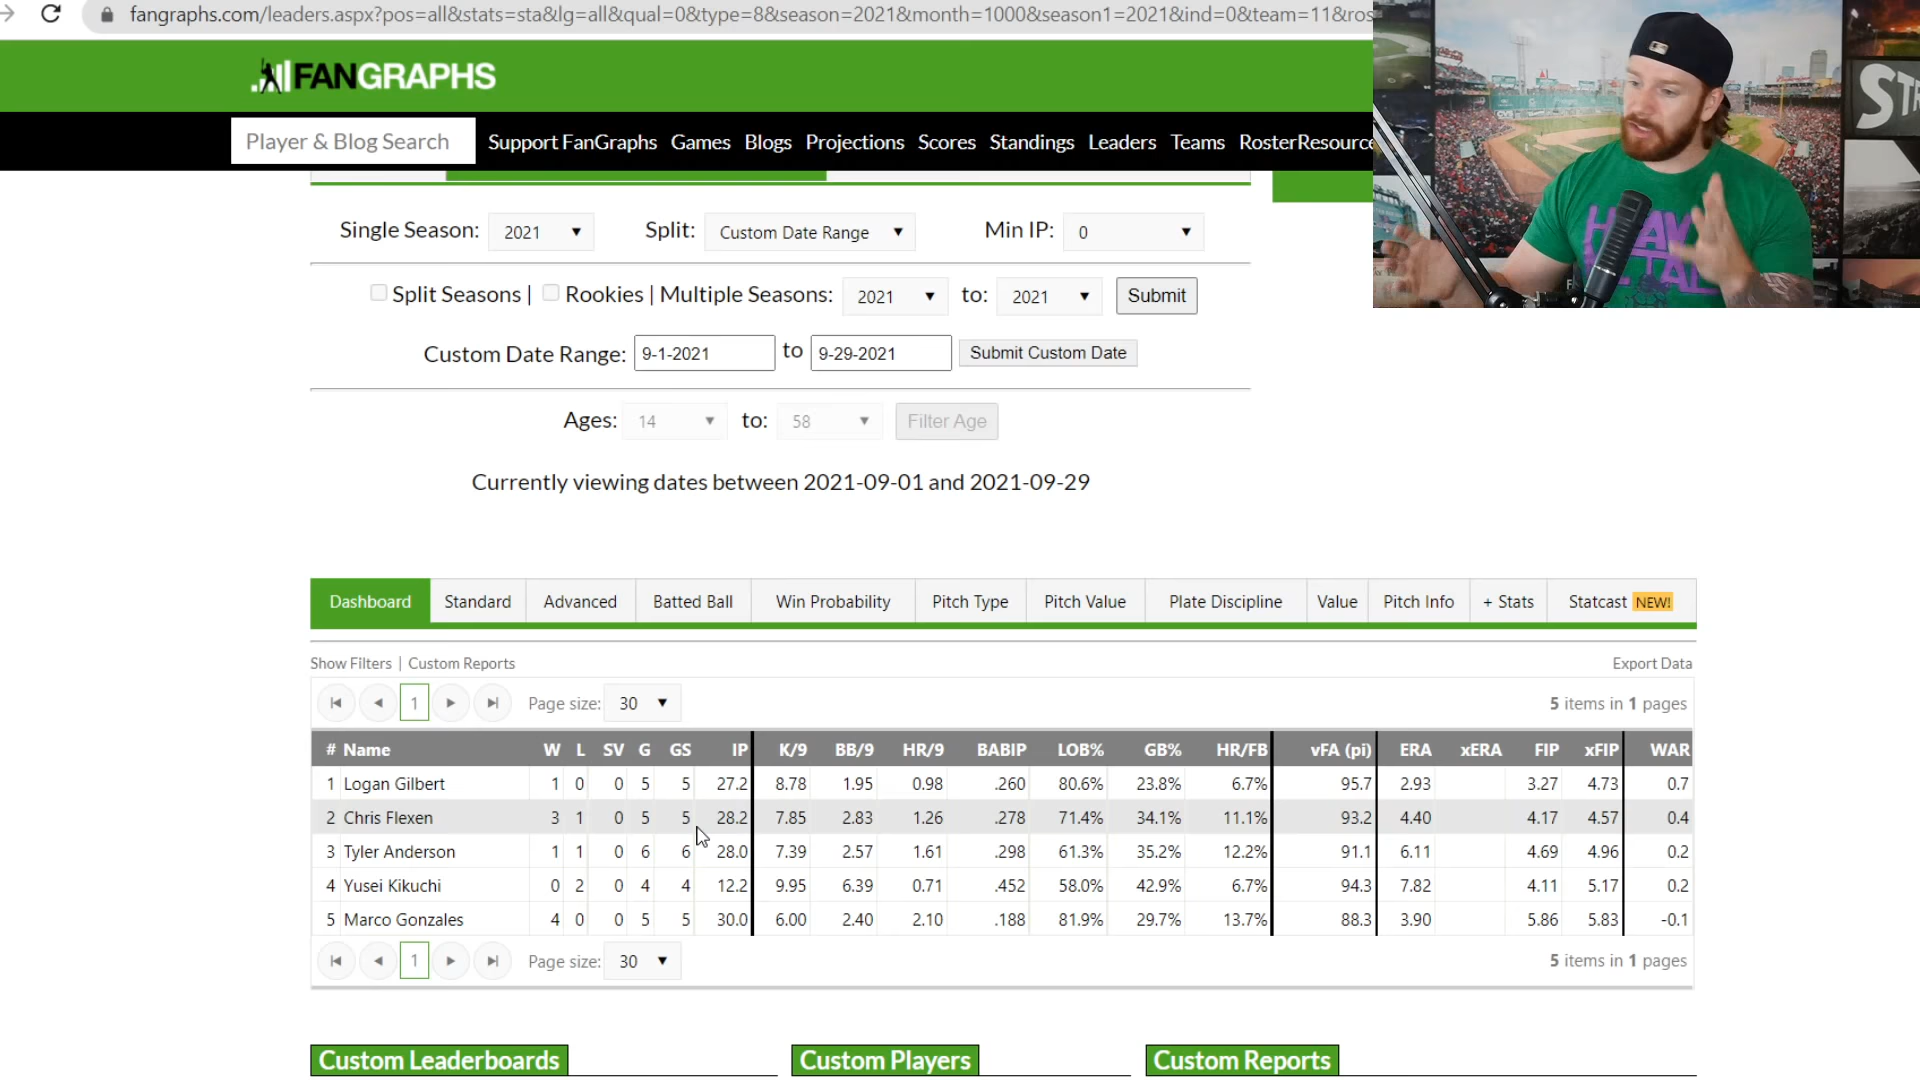 fangraphs.com/leaders.aspx?pos=all&stats=sta&lg=all&qual=0&type=8&season=2021&month=1000&season1=2021&ind=0&team=11&ros
FANGRAPHS
Player & Blog Search Support FanGraphs Games Blogs Projections Scores Standings Leaders Teams RosterResource
Single Season: 2021 Split: Custom Date Range Min IP: 0
Split Seasons | Rookies | Multiple Seasons: 2021 to: 2021 Submit
Custom Date Range: 9-1-2021 to 9-29-2021 Submit Custom Date
Ages: 14 to: 58 Filter Age
Currently viewing dates between 2021-09-01 and 2021-09-29
Dashboard Standard Advanced Batted Ball Win Probability Pitch Type Pitch Value Plate Discipline Value Pitch Info + Stats Statcast NEW!
Show Filters | Custom Reports Export Data
1 Page size: 30 5 items in 1 pages
# Name W L SV G GS IP K/9 BB/9 HR/9 BABIP LOB% GB% HR/FB vFA (pi) ERA xERA FIP xFIP WAR
1 Logan Gilbert 1 0 0 5 5 27.2 8.78 1.95 0.98 .260 80.6% 23.8% 6.7% 95.7 2.93 3.27 4.73 0.7
2 Chris Flexen 3 1 0 5 5 28.2 7.85 2.83 1.26 .278 71.4% 34.1% 11.1% 93.2 4.40 4.17 4.57 0.4
3 Tyler Anderson 1 1 0 6 6 28.0 7.39 2.57 1.61 .298 61.3% 35.2% 12.2% 91.1 6.11 4.69 4.96 0.2
4 Yusei Kikuchi 0 2 0 4 4 12.2 9.95 6.39 0.71 .452 58.0% 42.9% 6.7% 94.3 7.82 4.11 5.17 0.2
5 Marco Gonzales 4 0 0 5 5 30.0 6.00 2.40 2.10 .188 81.9% 29.7% 13.7% 88.3 3.90 5.86 5.83 -0.1
1 Page size: 30 5 items in 1 pages
Custom Leaderboards Custom Players Custom Reports